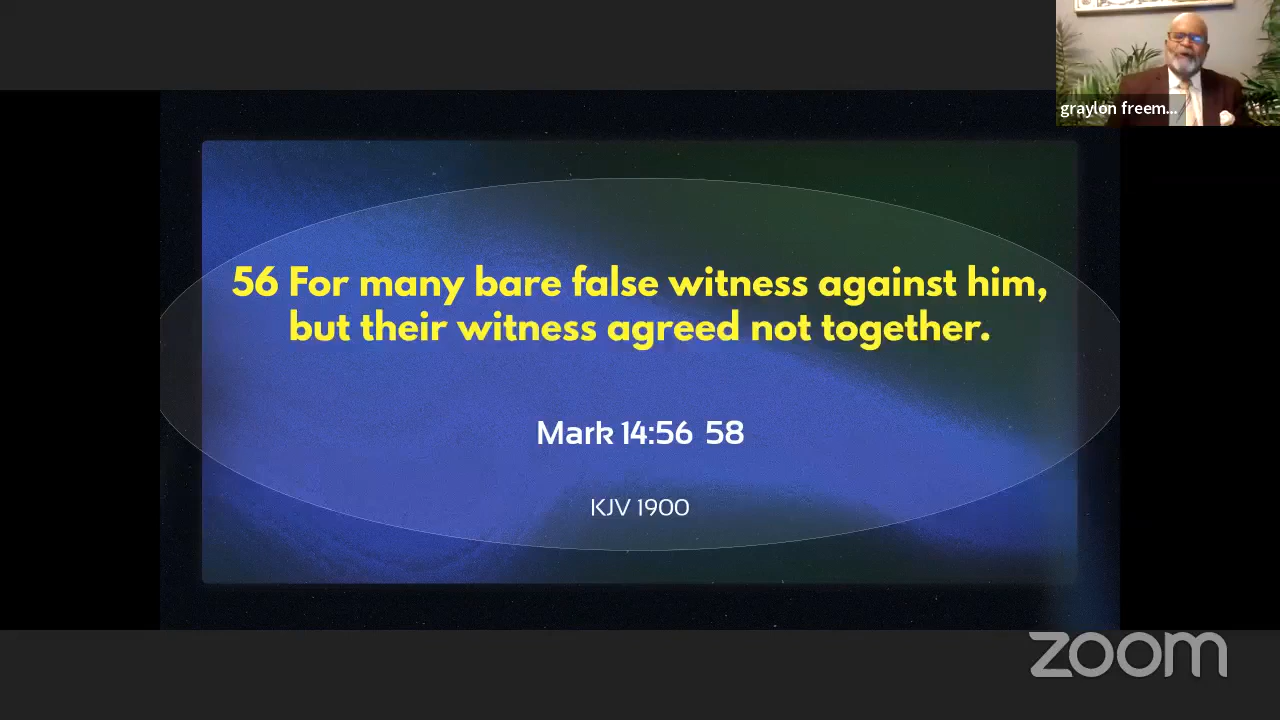 graylon freem...
56 For many bare false witness against him,
but their witness agreed not together.
Mark 14:56 58
KJV 1900
zoom